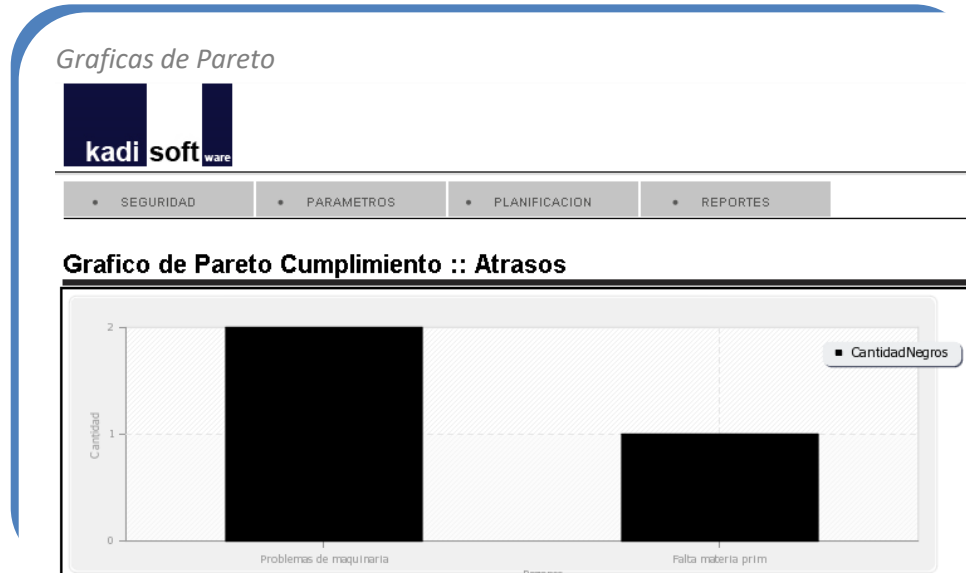 Graficas de Pareto
kadi soft ware
SEGURIDAD PARAMETROS PLANIFICACION REPORTES
Grafico de Pareto Cumplimiento :: Atrasos
2
CantidadNegros
Cantidad
1
0
Problemas de maquinaria Falta materia prim